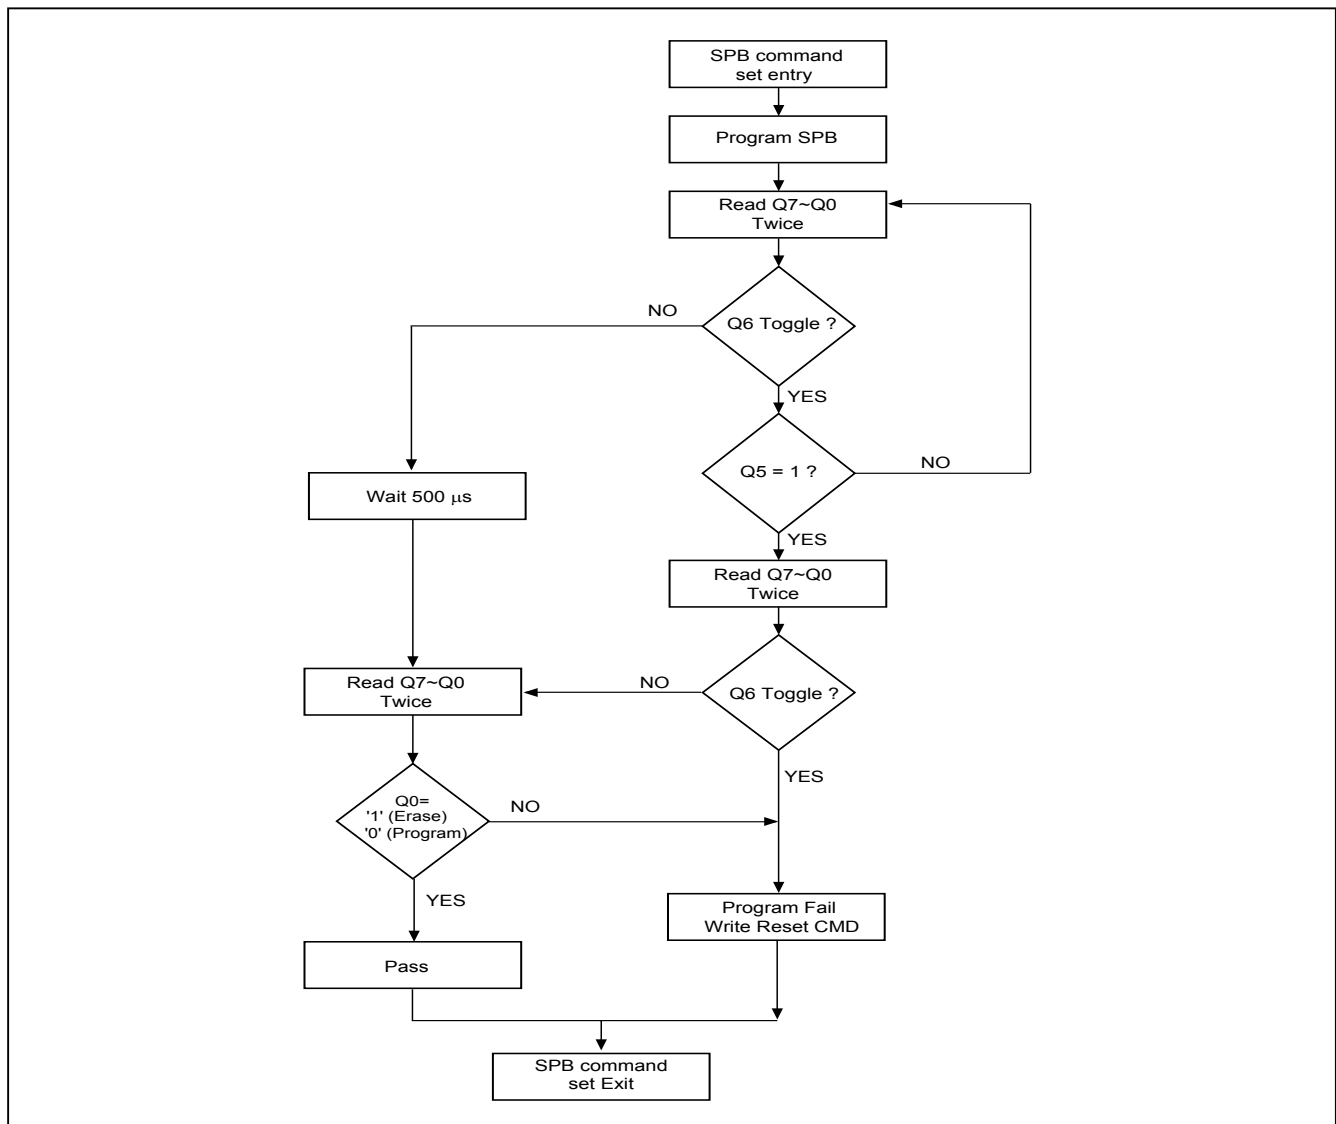 SPB command
set entry
Program SPB
Read Q7~Q0
Twice
NO
Q6 Toggle ?
YES
Q5 = 1 ?
NO
Wait 500 μs
YES
Read Q7~Q0
Twice
Read Q7~Q0
Twice
NO
Q6 Toggle ?
YES
Q0=
'1' (Erase)
'0' (Program)
NO
YES
Program Fail
Write Reset CMD
Pass
SPB command
set Exit